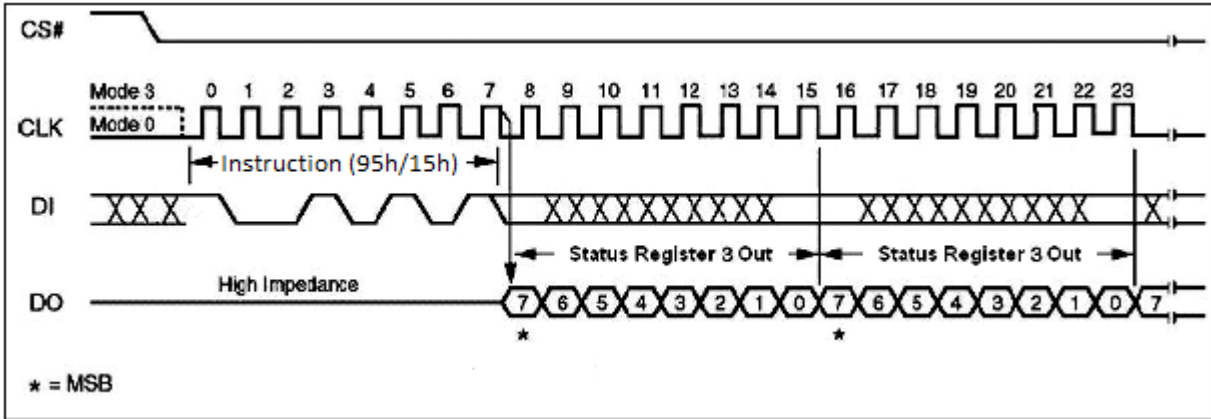 CS#
Mode 3 0 1 2 3 4 5 6 7 8 9 10 11 12 13 14 15 16 17 18 19 20 21 22 23
CLK Mode 0
Instruction (95h/15h)
DI
Status Register 3 Out Status Register 3 Out
High Impedance
DO 7 6 5 4 3 2 1 0 7 6 5 4 3 2 1 0 7
* *
* = MSB